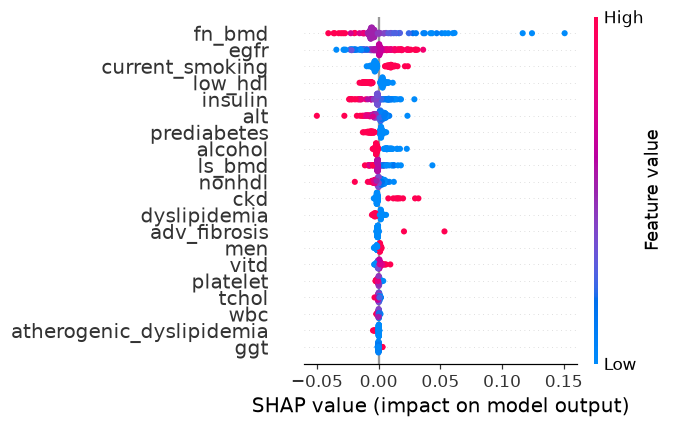 High
fn_bmd
egfr
current_smoking
low_hdl
insulin
alt
prediabetes
alcohol
ls_bmd
nonhdl
ckd
dyslipidemia
adv_fibrosis
men
vitd
platelet
tchol
wbc
atherogenic_dyslipidemia
ggt
Feature value
Low
−0.05 0.00 0.05 0.10 0.15
SHAP value (impact on model output)